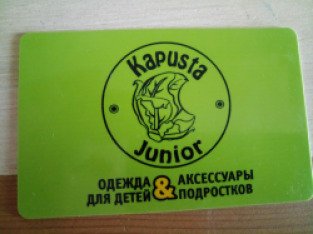 Kapusta
Junior
ОДЕЖДА & АКСЕССУАРЫ
ДЛЯ ДЕТЕЙ ПОДРОСТКОВ